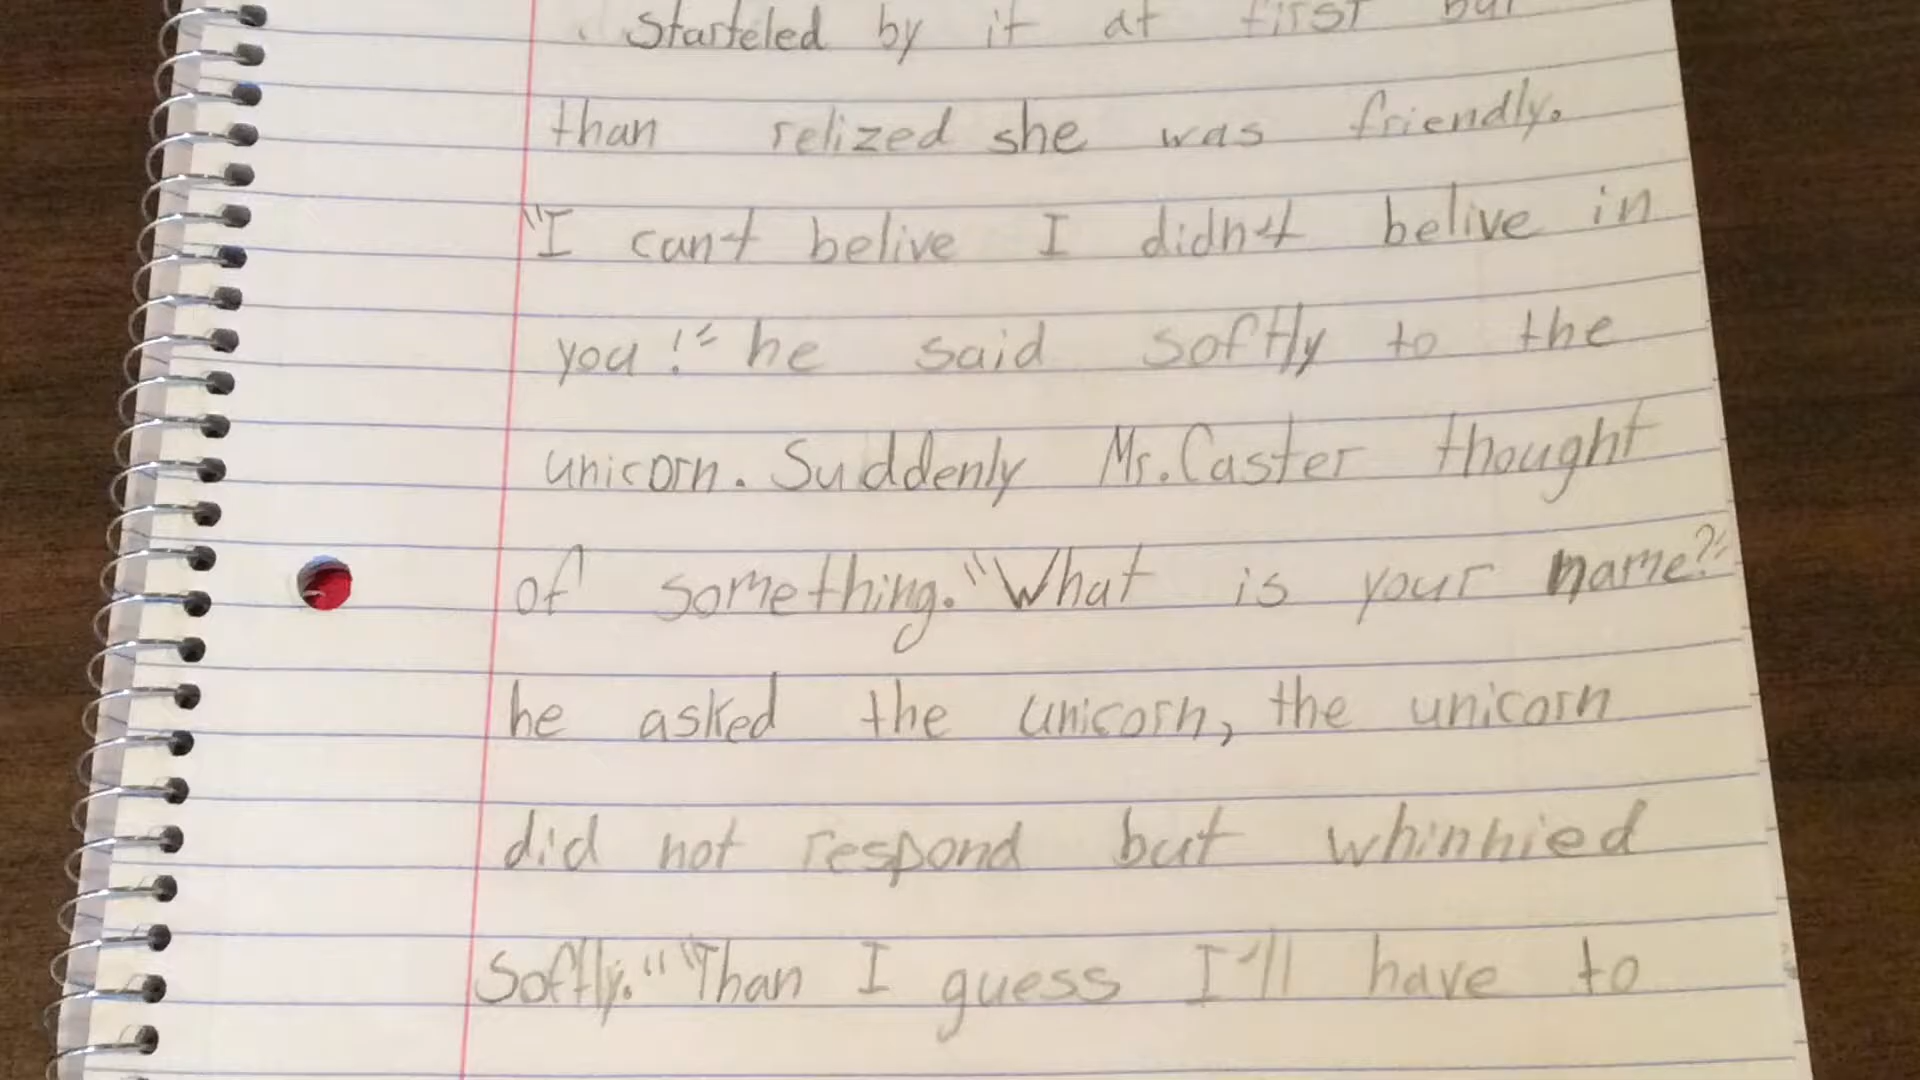 Starteled by it at first but
than relized she was friendly.
"I can't belive I didn't belive in
you!" he said softly to the
unicorn. Suddenly Mr.Caster thought
of something. "What is your name?"
he asked the unicorn, the unicorn
did not respond but whinnied
Softly." "Than I guess I'll have to